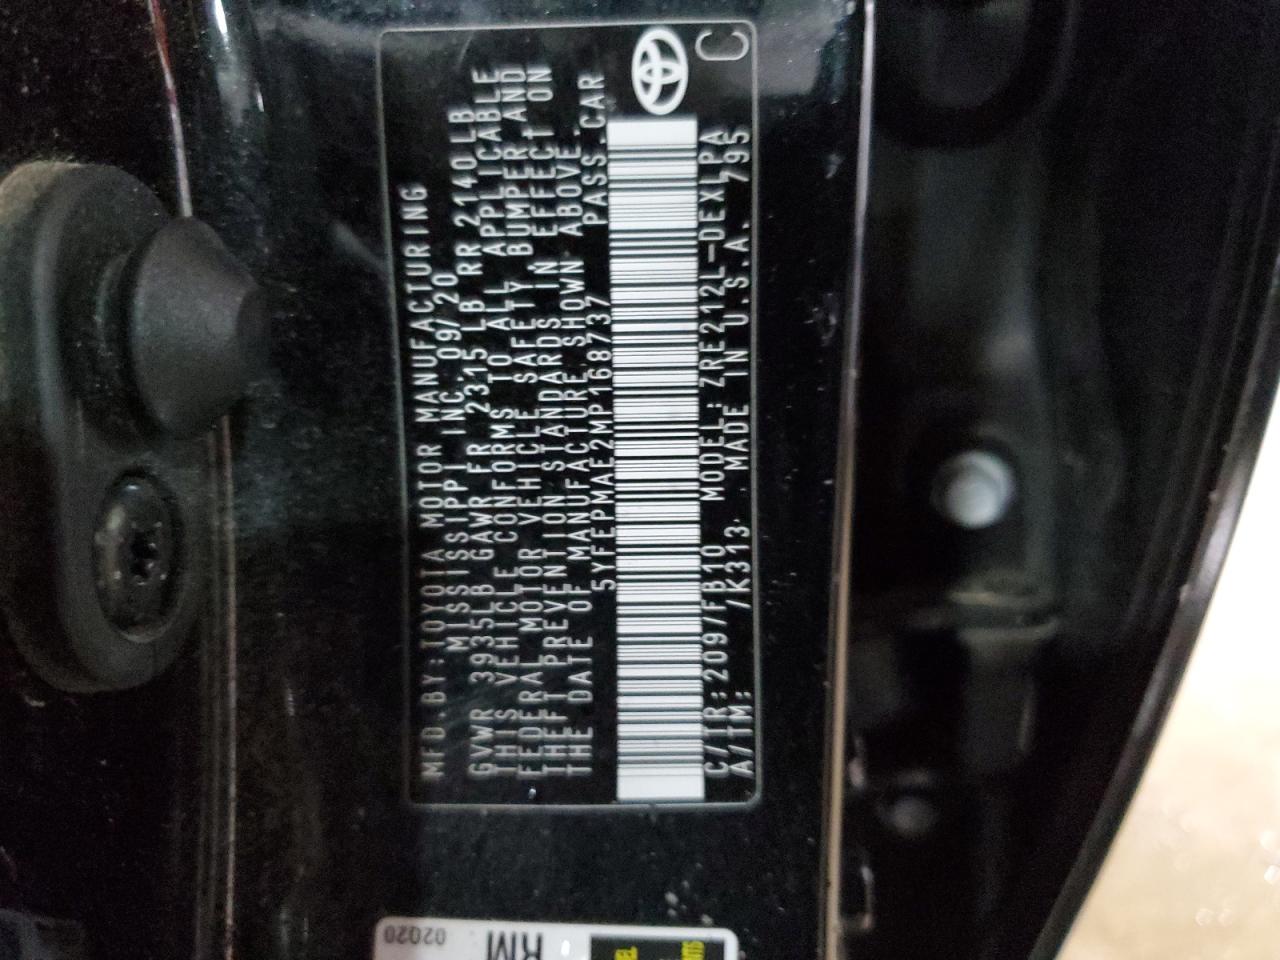 MFD.BY:TOYOTA MOTOR MANUFACTURING
MISSISSIPPI INC. 09/20
GVWR 3935LB GAWR FR 2315 LB RR 2140LB
THIS VEHICLE CONFORMS TO ALL APPLICABLE
FEDERAL MOTOR VEHICLE SAFETY BUMPER,AND
THEFT PREVENTION STANDARDS IN EFFECT ON
THE DATE OF MANUFACTURE SHOWN ABOVE.
5YFEPMAE2MP168737 PASS.CAR
C/TR:209/FB10 MODEL:ZRE212L-DEXLPA
A/TM: /K313 MADE IN U.S.A. 795
C
02020
RM